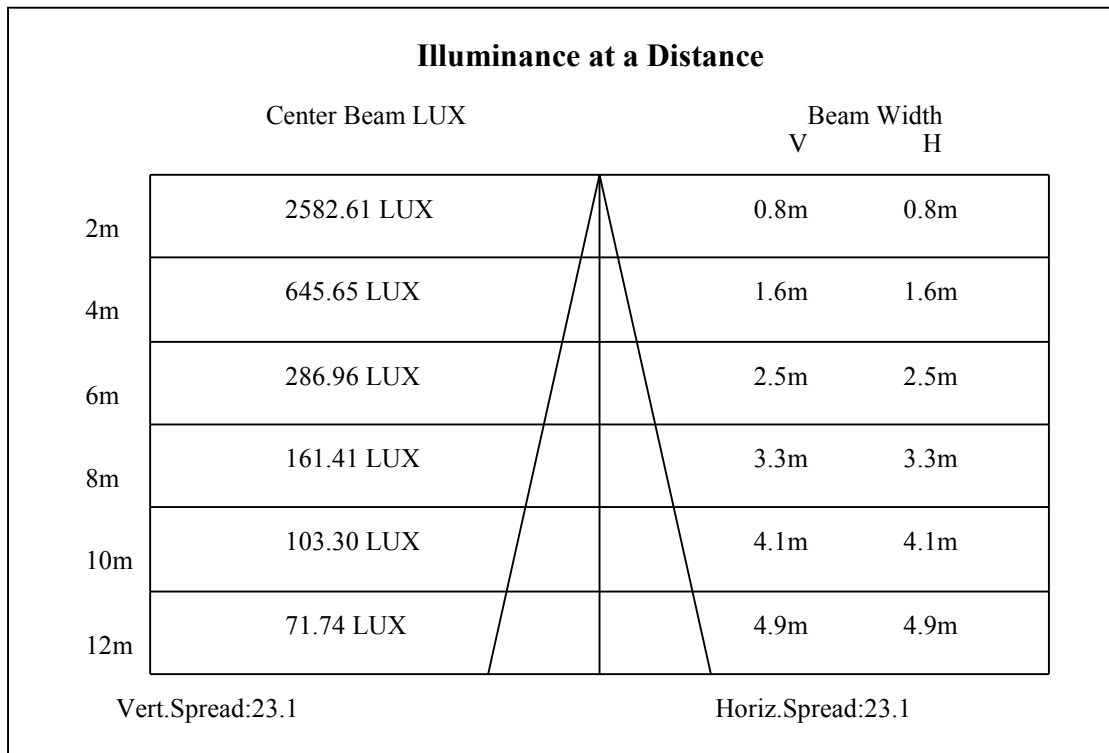 Illuminance at a Distance
Center Beam LUX Beam Width
V H
2m 2582.61 LUX 0.8m 0.8m
4m 645.65 LUX 1.6m 1.6m
6m 286.96 LUX 2.5m 2.5m
8m 161.41 LUX 3.3m 3.3m
10m 103.30 LUX 4.1m 4.1m
12m 71.74 LUX 4.9m 4.9m
Vert.Spread:23.1 Horiz.Spread:23.1